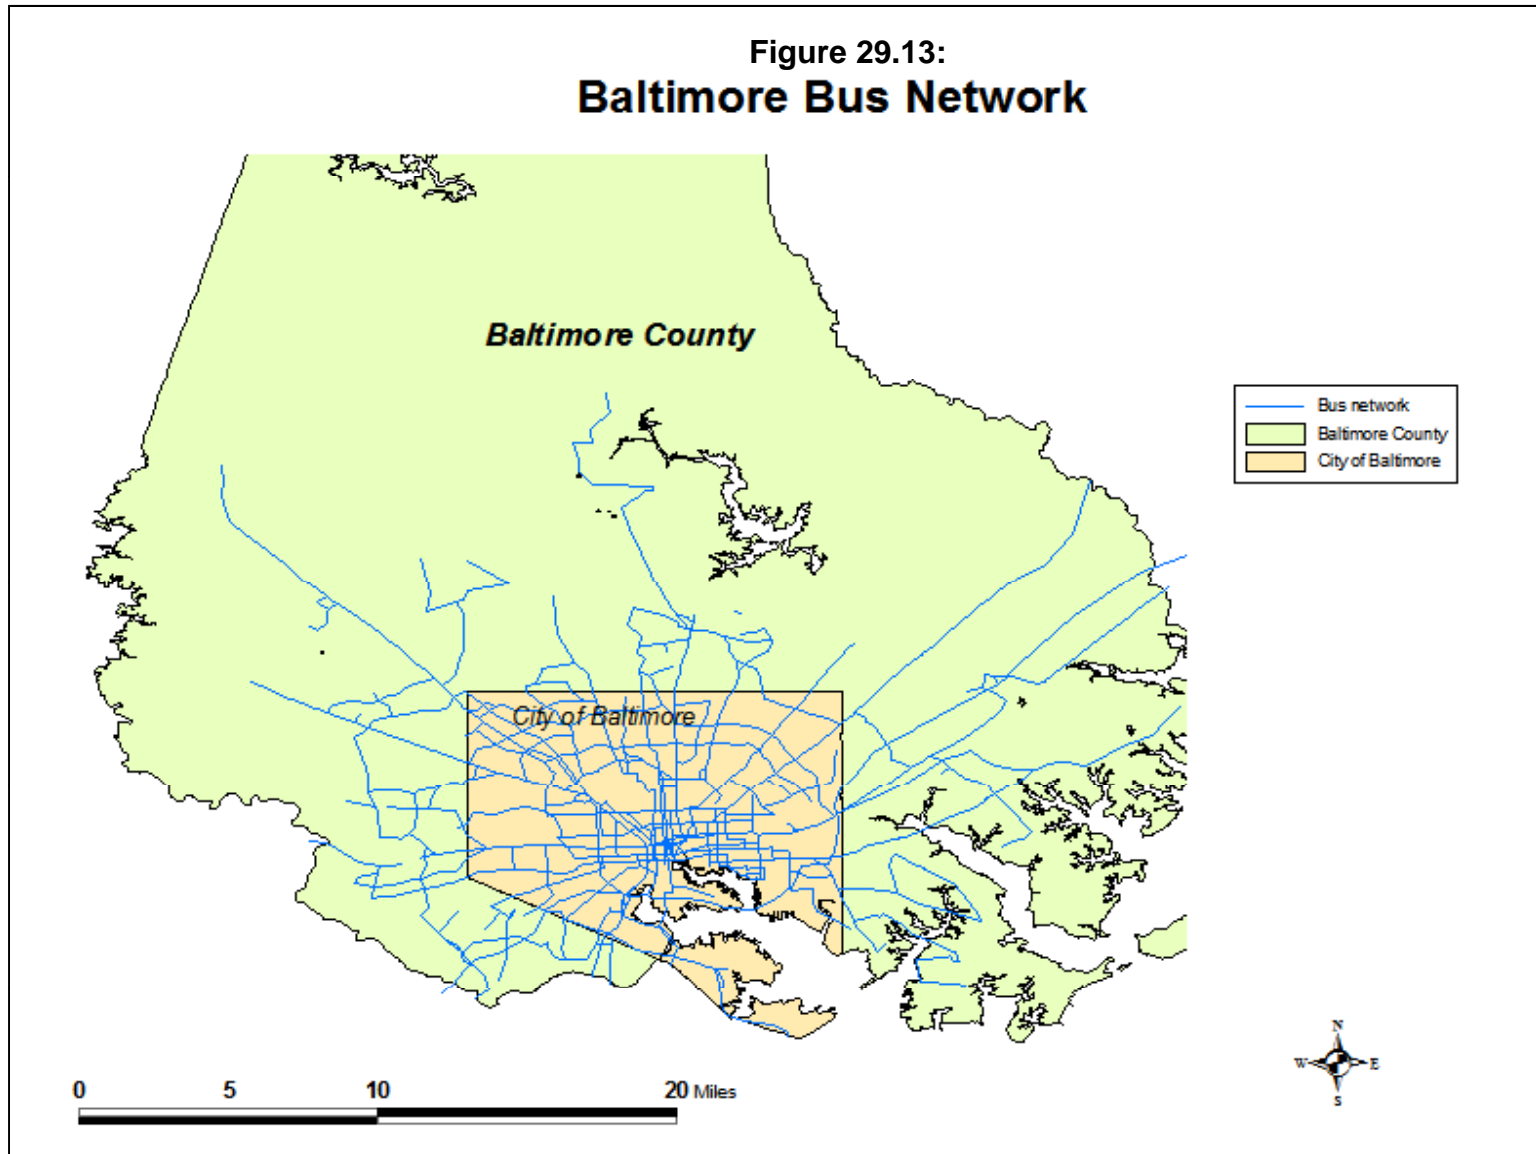 Figure 29.13:
Baltimore Bus Network
Baltimore County
Bus network
Baltimore County
City of Baltimore
City of Baltimore
N
W E
S
0 5 10 20 Miles